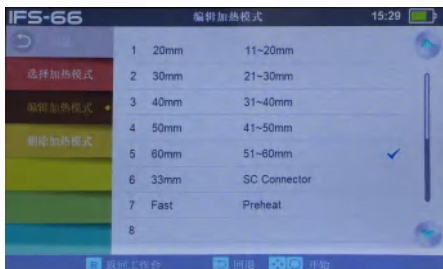 IFS-66 编辑加热模式 15:29
选择加热模式
编辑加热模式
删除加热模式
1 20mm 11~20mm
2 30mm 21~30mm
3 40mm 31~40mm
4 50mm 41~50mm
5 60mm 51~60mm
6 33mm SC Connector
7 Fast Preheat
8
R 返回工作台 回退 开始